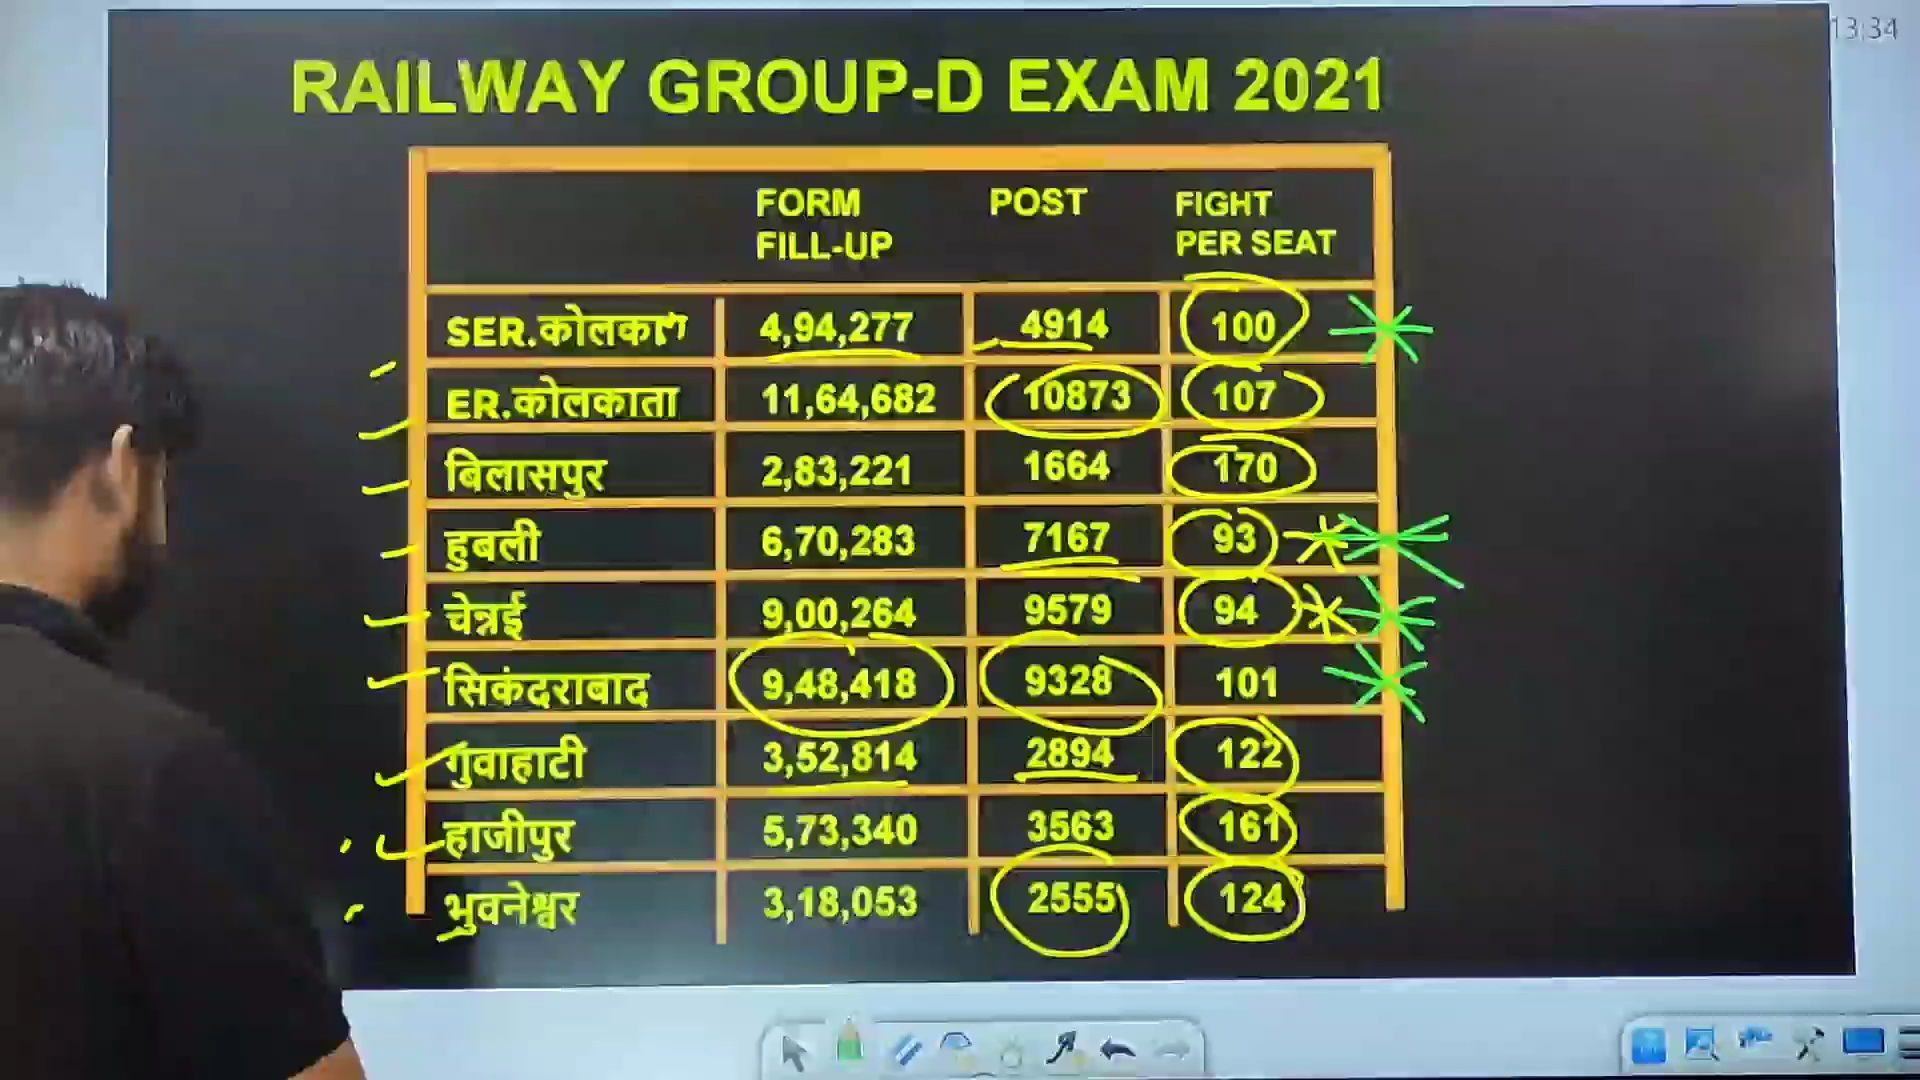 13:34
RAILWAY GROUP-D EXAM 2021
FORM FILL-UP POST FIGHT PER SEAT
SER.कोलकाता 4,94,277 4914 100
ER.कोलकाता 11,64,682 10873 107
बिलासपुर 2,83,221 1664 170
हुबली 6,70,283 7167 93
चेन्नई 9,00,264 9579 94
सिकंदराबाद 9,48,418 9328 101
गुवाहाटी 3,52,814 2894 122
हाजीपुर 5,73,340 3563 161
भुवनेश्वर 3,18,053 2555 124